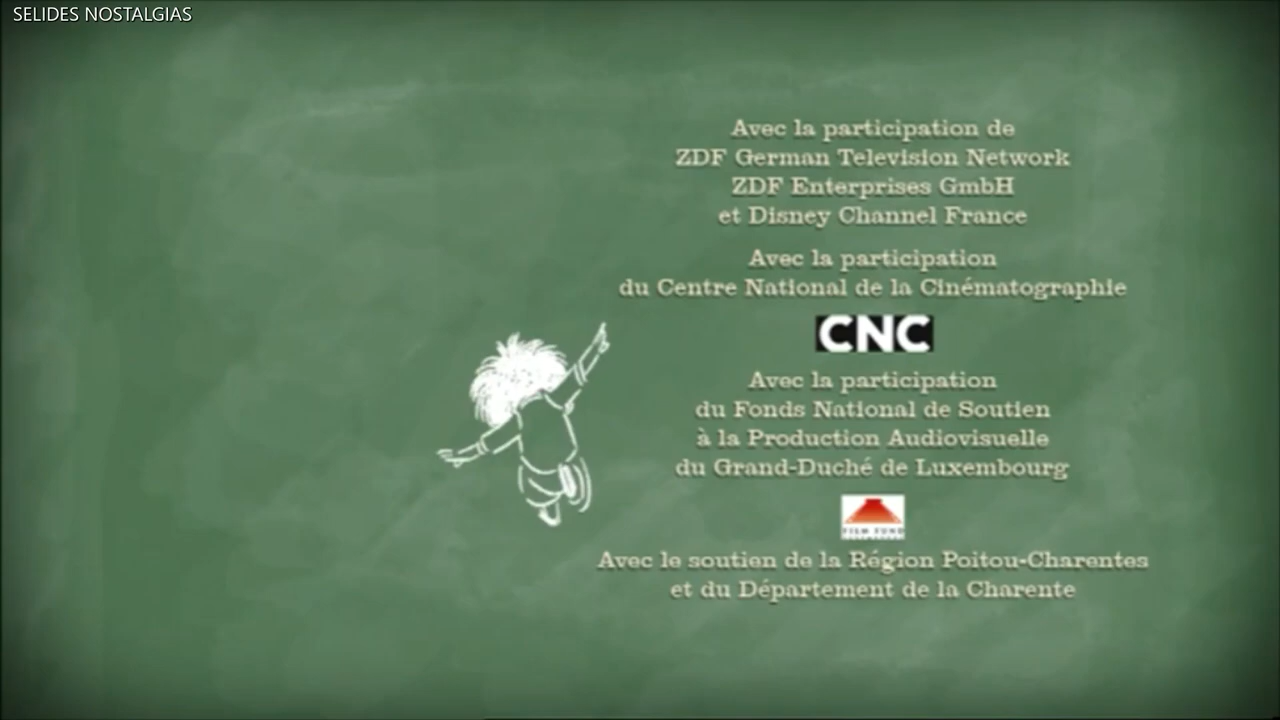 SELIDES NOSTALGIAS
Avec la participation de
ZDF German Television Network
ZDF Enterprises GmbH
et Disney Channel France
Avec la participation
du Centre National de la Cinématographie
CNC
Avec la participation
du Fonds National de Soutien
à la Production Audiovisuelle
du Grand-Duché de Luxembourg
FILM FUND
Avec le soutien de la Région Poitou-Charentes
et du Département de la Charente